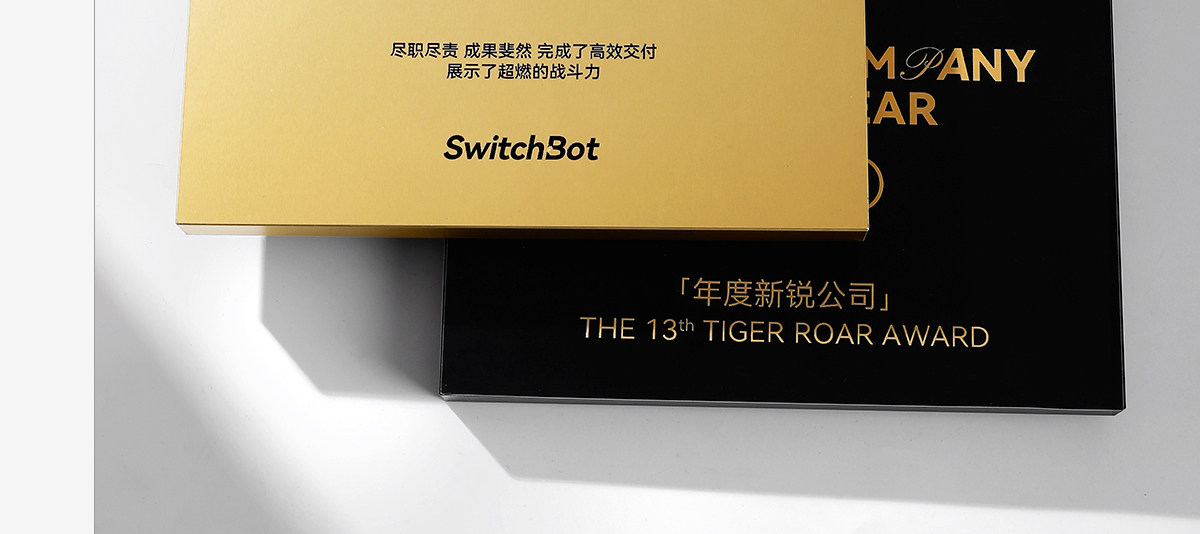 尽职尽责 成果斐然 完成了高效交付
展示了超燃的战斗力
SwitchBot
MPANY
EAR
「年度新锐公司」
THE 13th TIGER ROAR AWARD